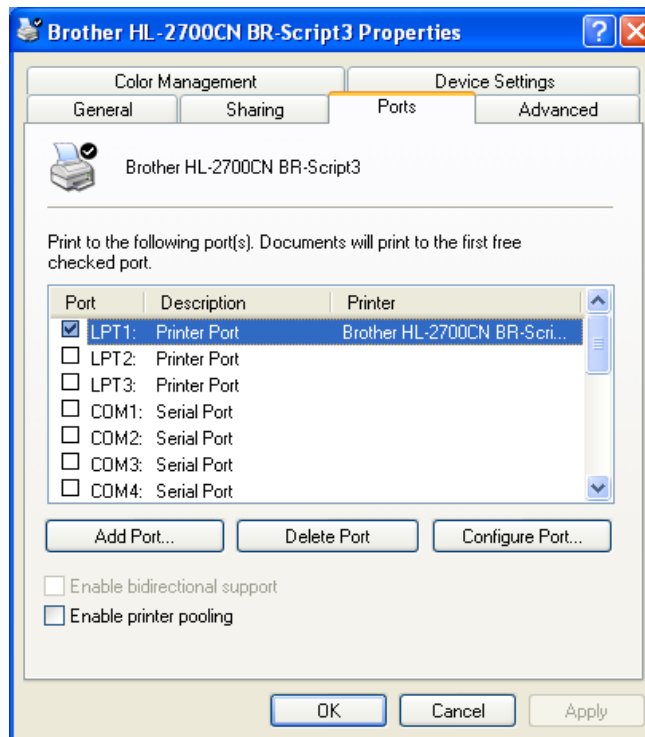 Brother HL-2700CN BR-Script3 Properties
Color Management Device Settings
General Sharing Ports Advanced
Brother HL-2700CN BR-Script3
Print to the following port(s). Documents will print to the first free
checked port.
Port Description Printer
LPT1: Printer Port Brother HL-2700CN BR-Scri...
LPT2: Printer Port
LPT3: Printer Port
COM1: Serial Port
COM2: Serial Port
COM3: Serial Port
COM4: Serial Port
Add Port... Delete Port Configure Port...
Enable bidirectional support
Enable printer pooling
OK Cancel Apply